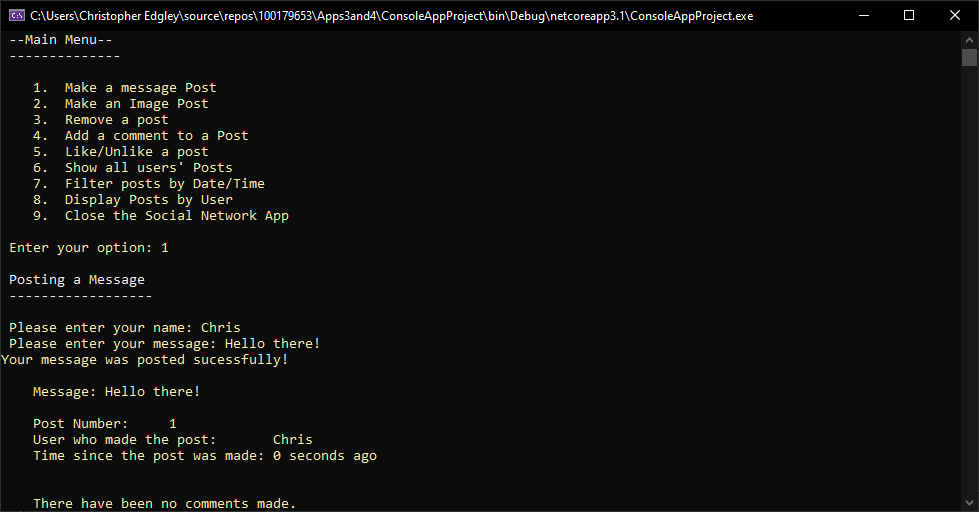 C:\Users\Christopher Edgley\source\repos\100179653\Apps3and4\ConsoleAppProject\bin\Debug\netcoreapp3.1\ConsoleAppProject.exe
--Main Menu--
--------------
1. Make a message Post
2. Make an Image Post
3. Remove a post
4. Add a comment to a Post
5. Like/Unlike a post
6. Show all users' Posts
7. Filter posts by Date/Time
8. Display Posts by User
9. Close the Social Network App
Enter your option: 1
Posting a Message
------------------
Please enter your name: Chris
Please enter your message: Hello there!
Your message was posted sucessfully!
Message: Hello there!
Post Number: 1
User who made the post: Chris
Time since the post was made: 0 seconds ago
There have been no comments made.